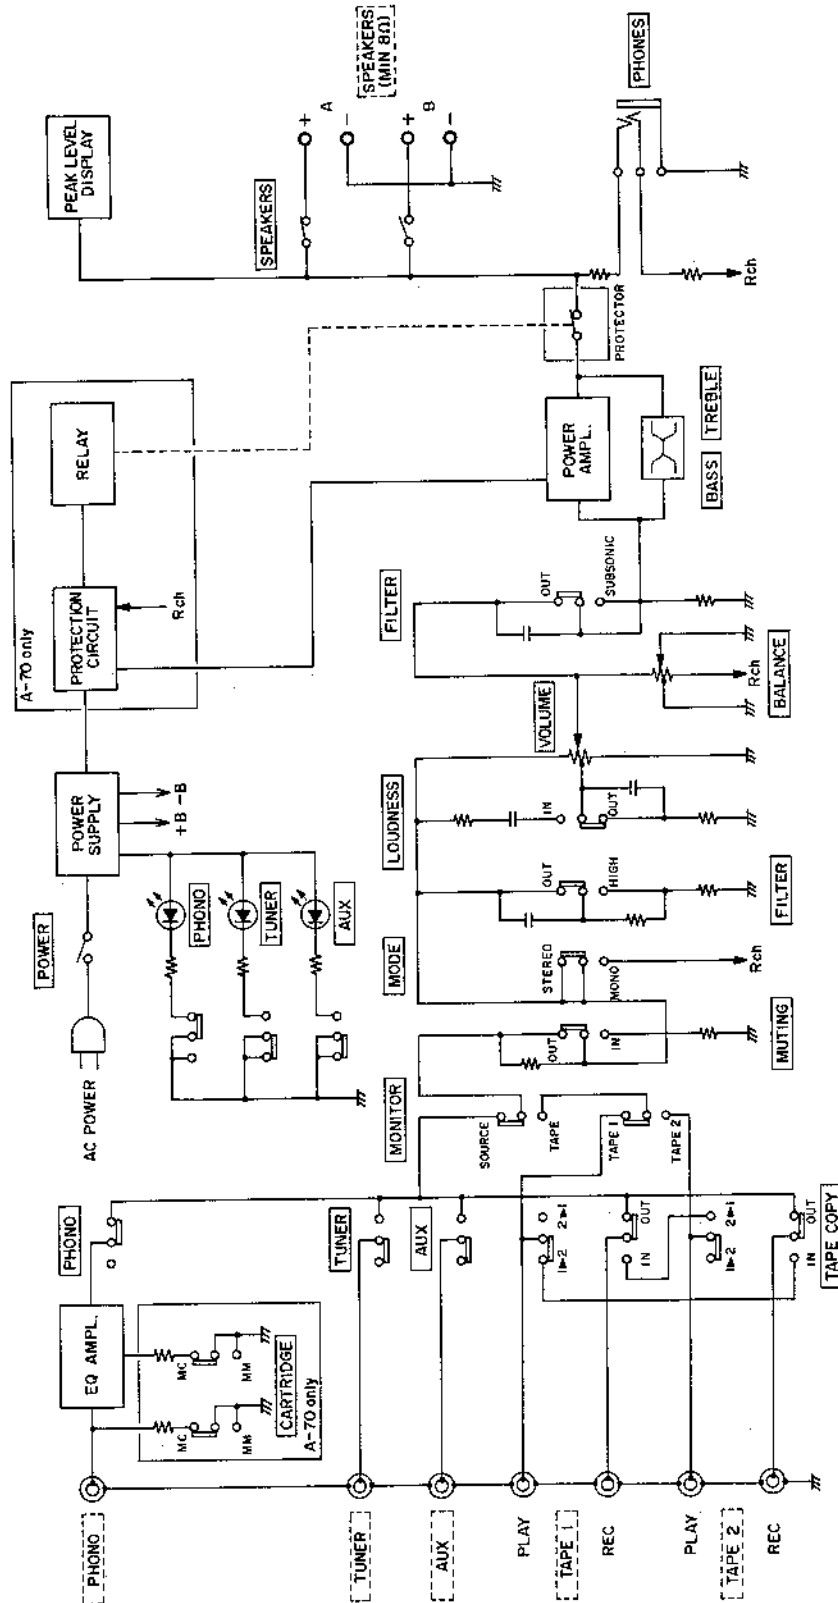 PHONO
TUNER
AUX
PLAY
TAPE 1
REC
PLAY
TAPE 2
REC
EQ AMPL.
MC
MM
MC
MM
CARTRIDGE
A-70 only
PHONO
TUNER
AUX
1▸2
2▸1
IN
OUT
1▸2
2▸1
IN
OUT
TAPE COPY
MONITOR
SOURCE
TAPE
TAPE 1
TAPE 2
AC POWER
POWER
POWER
SUPPLY
+B
-B
PHONO
TUNER
AUX
MUTING
OUT
IN
MODE
STEREO
MONO
Rch
FILTER
OUT
HIGH
LOUDNESS
IN
OUT
VOLUME
BALANCE
Rch
FILTER
OUT
SUBSONIC
A-70 only
PROTECTION
CIRCUIT
Rch
RELAY
POWER
AMPL.
BASS
TREBLE
PROTECTOR
PEAK LEVEL
DISPLAY
SPEAKERS
+
A
-
+
B
-
SPEAKERS
(MIN 8Ω)
Rch
PHONES